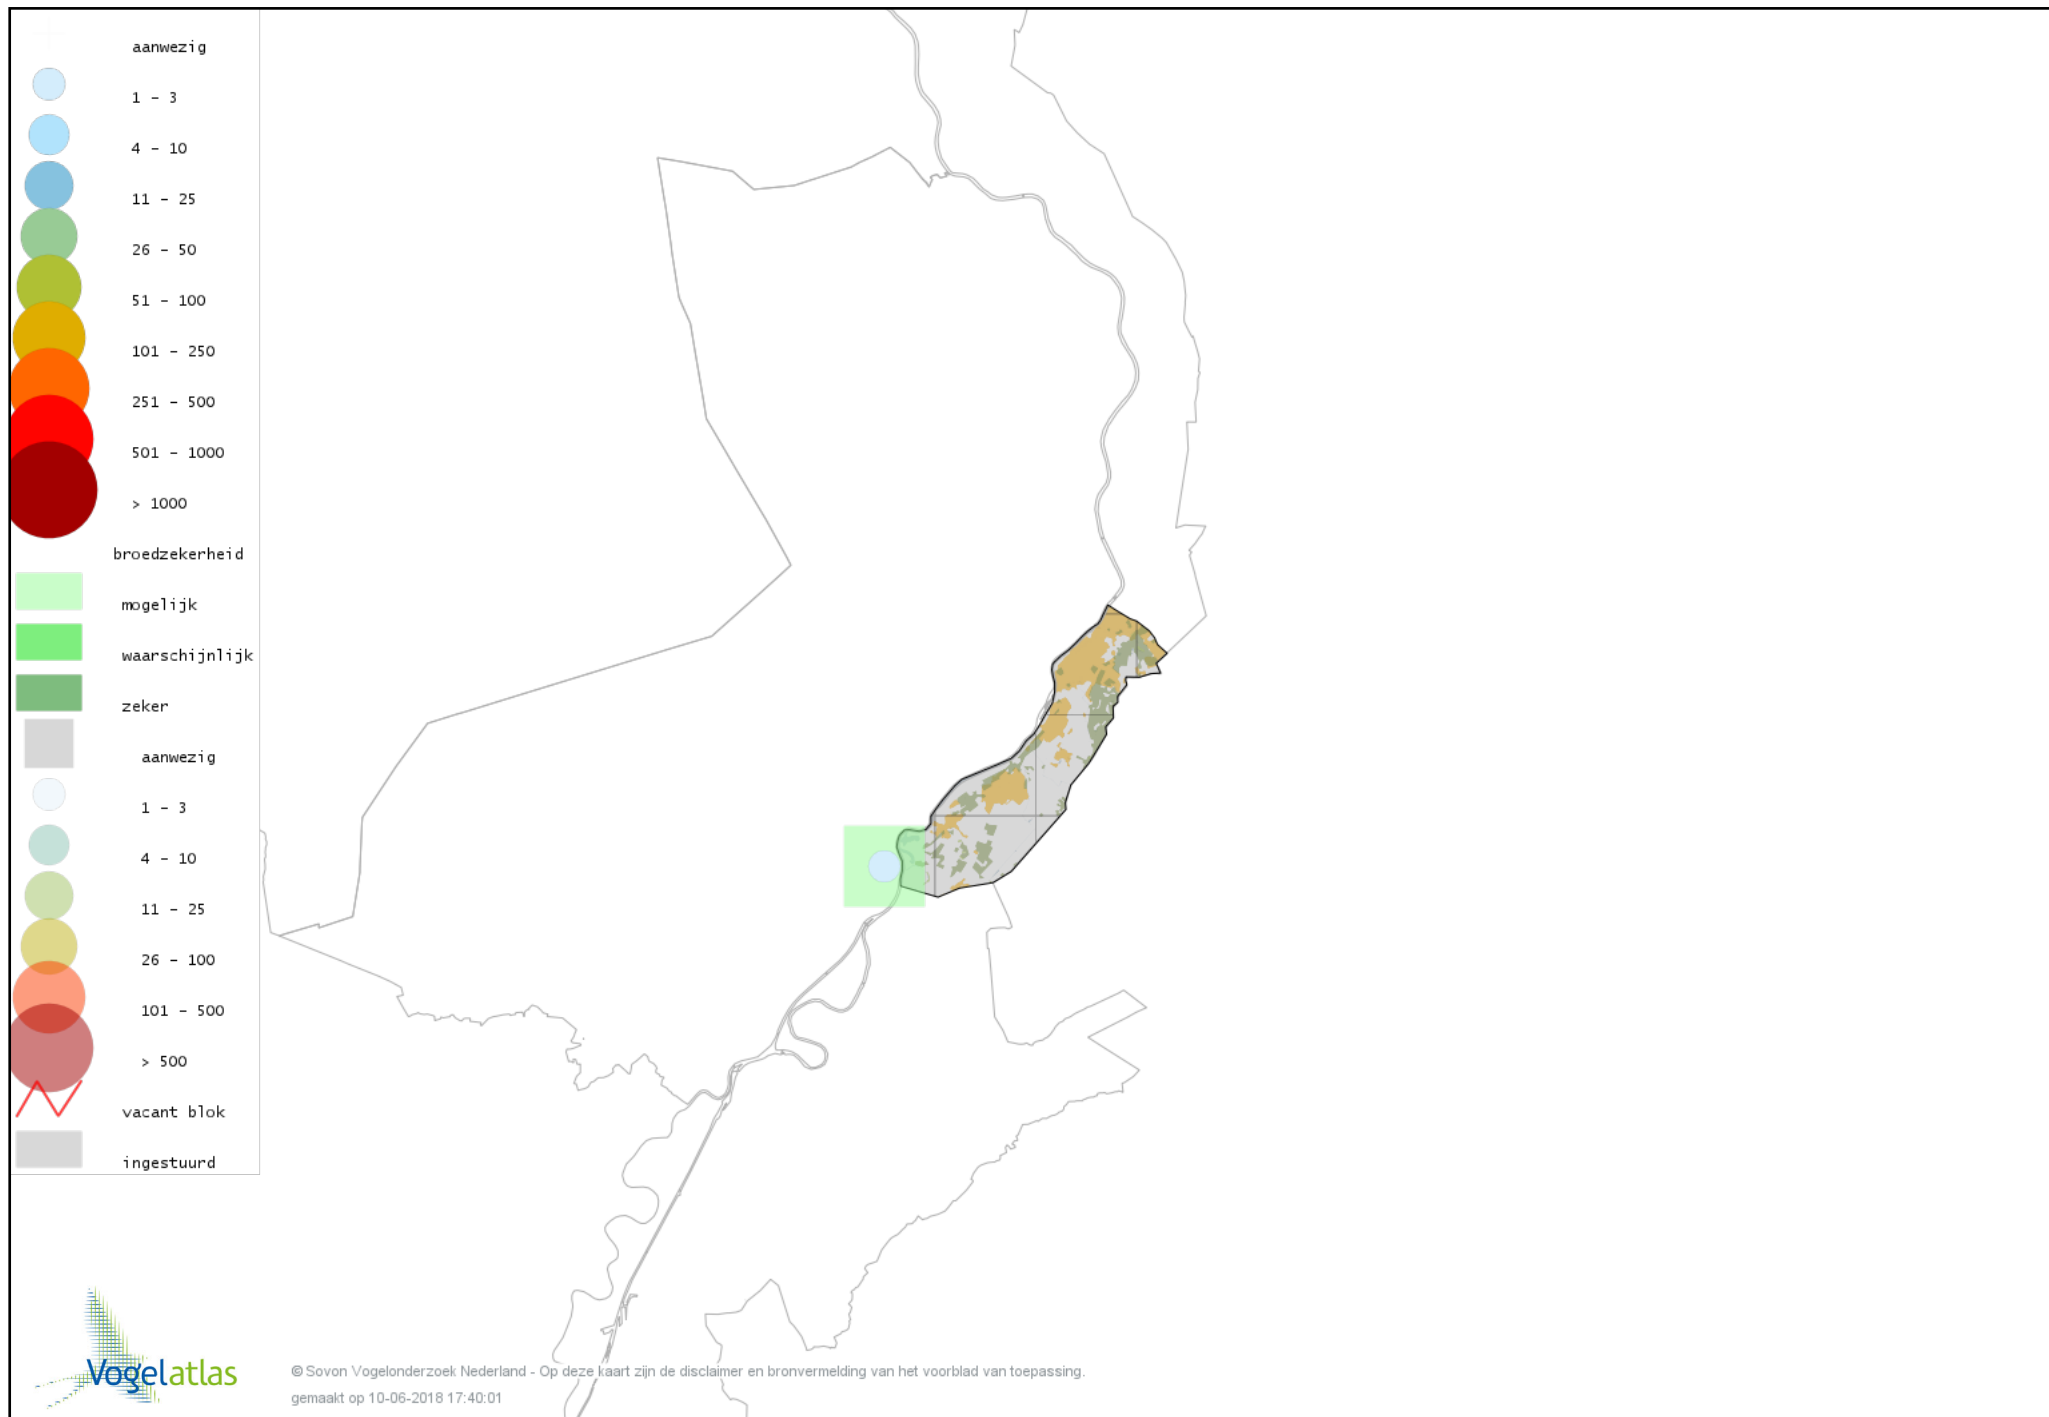 aanwezig
1 - 3
4 - 10
11 - 25
26 - 50
51 - 100
101 - 250
251 - 500
501 - 1000
> 1000
broedzekerheid
mogelijk
waarschijnlijk
zeker
aanwezig
1 - 3
4 - 10
11 - 25
26 - 100
101 - 500
> 500
vacant blok
ingestuurd
Vogelatlas
© Sovon Vogelonderzoek Nederland - Op deze kaart zijn de disclaimer en bronvermelding van het voorblad van toepassing.
gemaakt op 10-06-2018 17:40:01